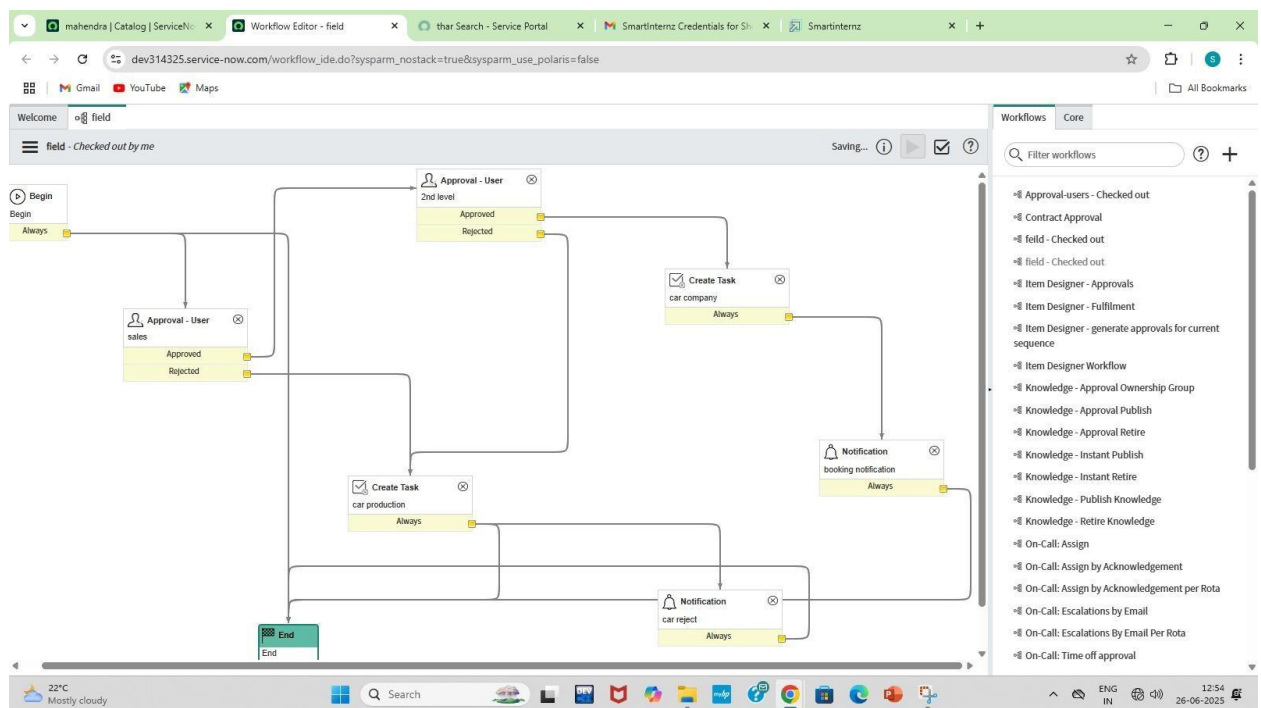 mahendra | Catalog | ServiceNo
Workflow Editor - field
thar Search - Service Portal
SmartInternz Credentials for Sh
Smartinternz
dev314325.service-now.com/workflow_ide.do?sysparm_nostack=true&sysparm_use_polaris=false
S
Gmail
YouTube
Maps
All Bookmarks
Welcome
field
Workflows
Core
field - Checked out by me
Saving...
Filter workflows
Begin
Begin
Always
Approval - User
2nd level
Approved
Rejected
Create Task
car company
Always
Approval - User
sales
Approved
Rejected
Notification
booking notification
Always
Create Task
car production
Always
Notification
car reject
Always
End
End
Approval-users - Checked out
Contract Approval
feild - Checked out
field - Checked out
Item Designer - Approvals
Item Designer - Fulfilment
Item Designer - generate approvals for current
sequence
Item Designer Workflow
Knowledge - Approval Ownership Group
Knowledge - Approval Publish
Knowledge - Approval Retire
Knowledge - Instant Publish
Knowledge - Instant Retire
Knowledge - Publish Knowledge
Knowledge - Retire Knowledge
On-Call: Assign
On-Call: Assign by Acknowledgement
On-Call: Assign by Acknowledgement per Rota
On-Call: Escalations by Email
On-Call: Escalations By Email Per Rota
On-Call: Time off approval
22°C
Mostly cloudy
Search
DEV
ENG
IN
12:54
26-06-2025